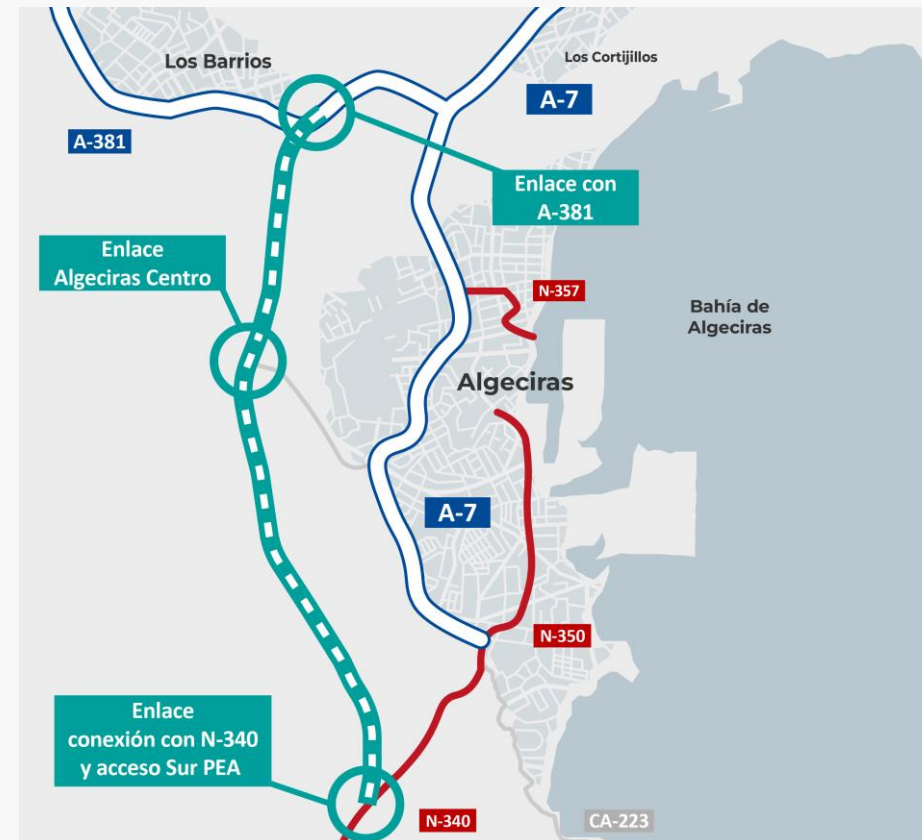 Los Barrios
Los Cortijillos
A-7
A-381
Enlace con
A-381
Enlace
Algeciras Centro
N-357
Bahía de
Algeciras
Algeciras
A-7
N-350
Enlace
conexión con N-340
y acceso Sur PEA
N-340
CA-223